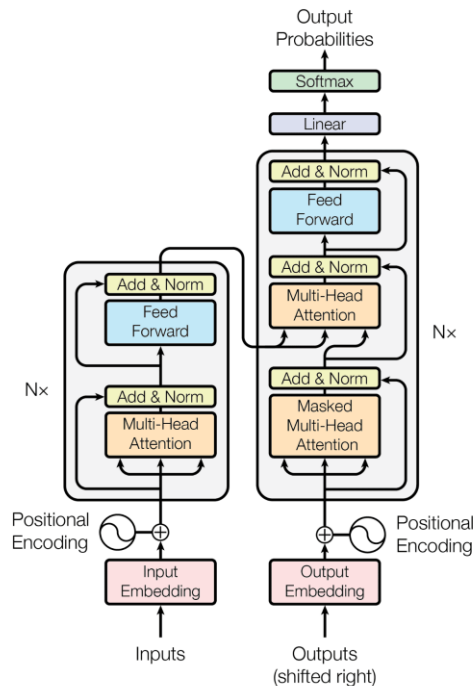 Output
Probabilities
Softmax
Linear
Add & Norm
Feed
Forward
Add & Norm
Multi-Head
Attention
Nx
Add & Norm
Masked
Multi-Head
Attention
Add & Norm
Feed
Forward
Nx
Add & Norm
Multi-Head
Attention
Positional
Encoding
Positional
Encoding
Input
Embedding
Output
Embedding
Inputs
Outputs
(shifted right)